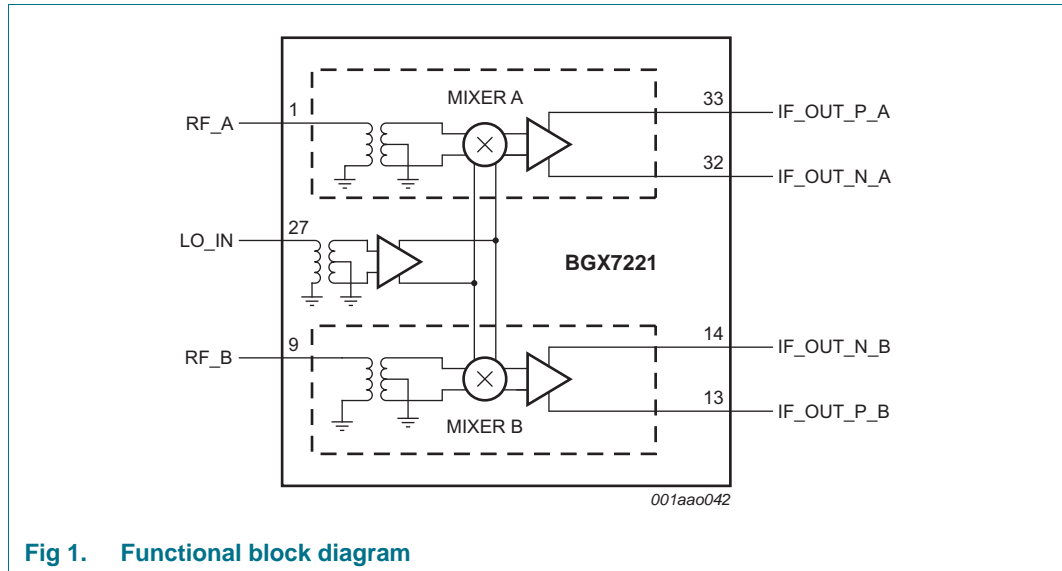 MIXER A
RF_A
1
33
IF_OUT_P_A
32
IF_OUT_N_A
LO_IN
27
BGX7221
RF_B
9
14
IF_OUT_N_B
13
IF_OUT_P_B
MIXER B
001aao042
Fig 1. Functional block diagram